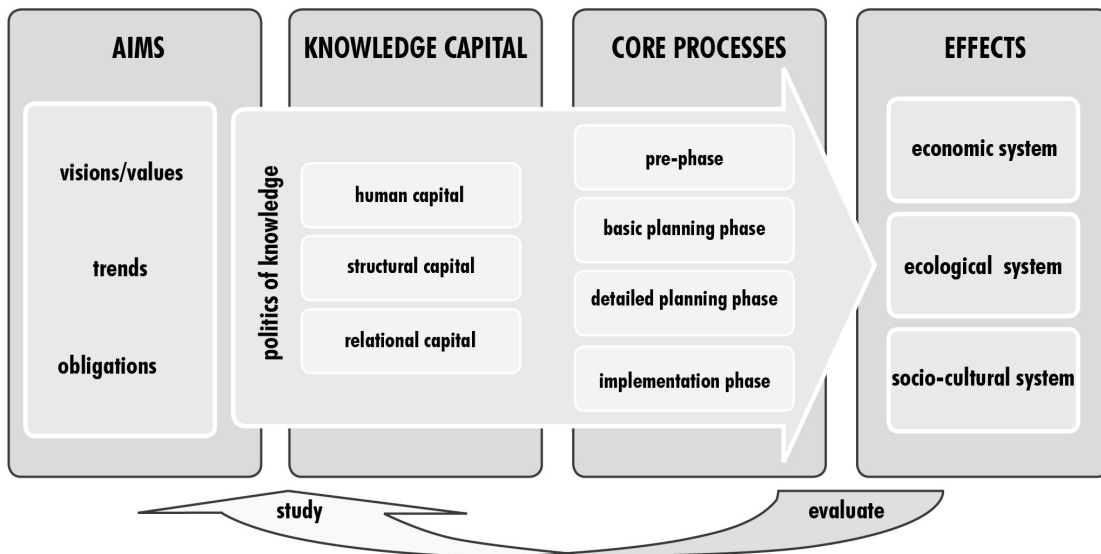 AIMS
visions/values
trends
obligations
KNOWLEDGE CAPITAL
politics of knowledge
human capital
structural capital
relational capital
CORE PROCESSES
pre-phase
basic planning phase
detailed planning phase
implementation phase
EFFECTS
economic system
ecological system
socio-cultural system
study
evaluate